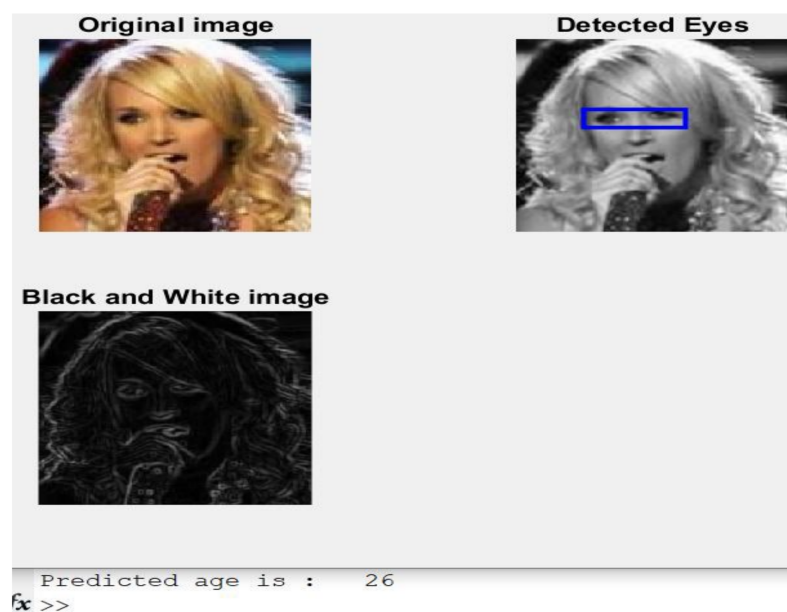 Original image
Detected Eyes
Black and White image
Predicted age is : 26
fx >>